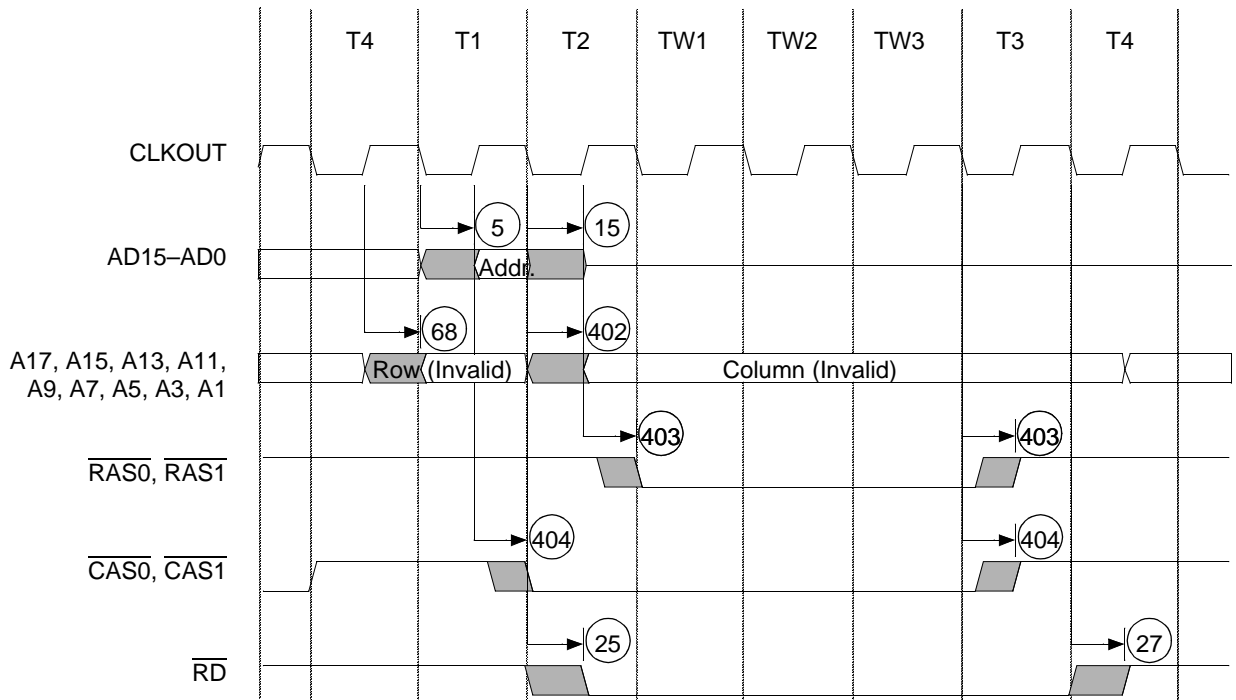 T4 T1 T2 TW1 TW2 TW3 T3 T4
CLKOUT
5 15
AD15–AD0
Addr.
68 402
A17, A15, A13, A11,
A9, A7, A5, A3, A1
Row (Invalid) Column (Invalid)
403 403
RAS0, RAS1
404 404
CAS0, CAS1
25 27
RD